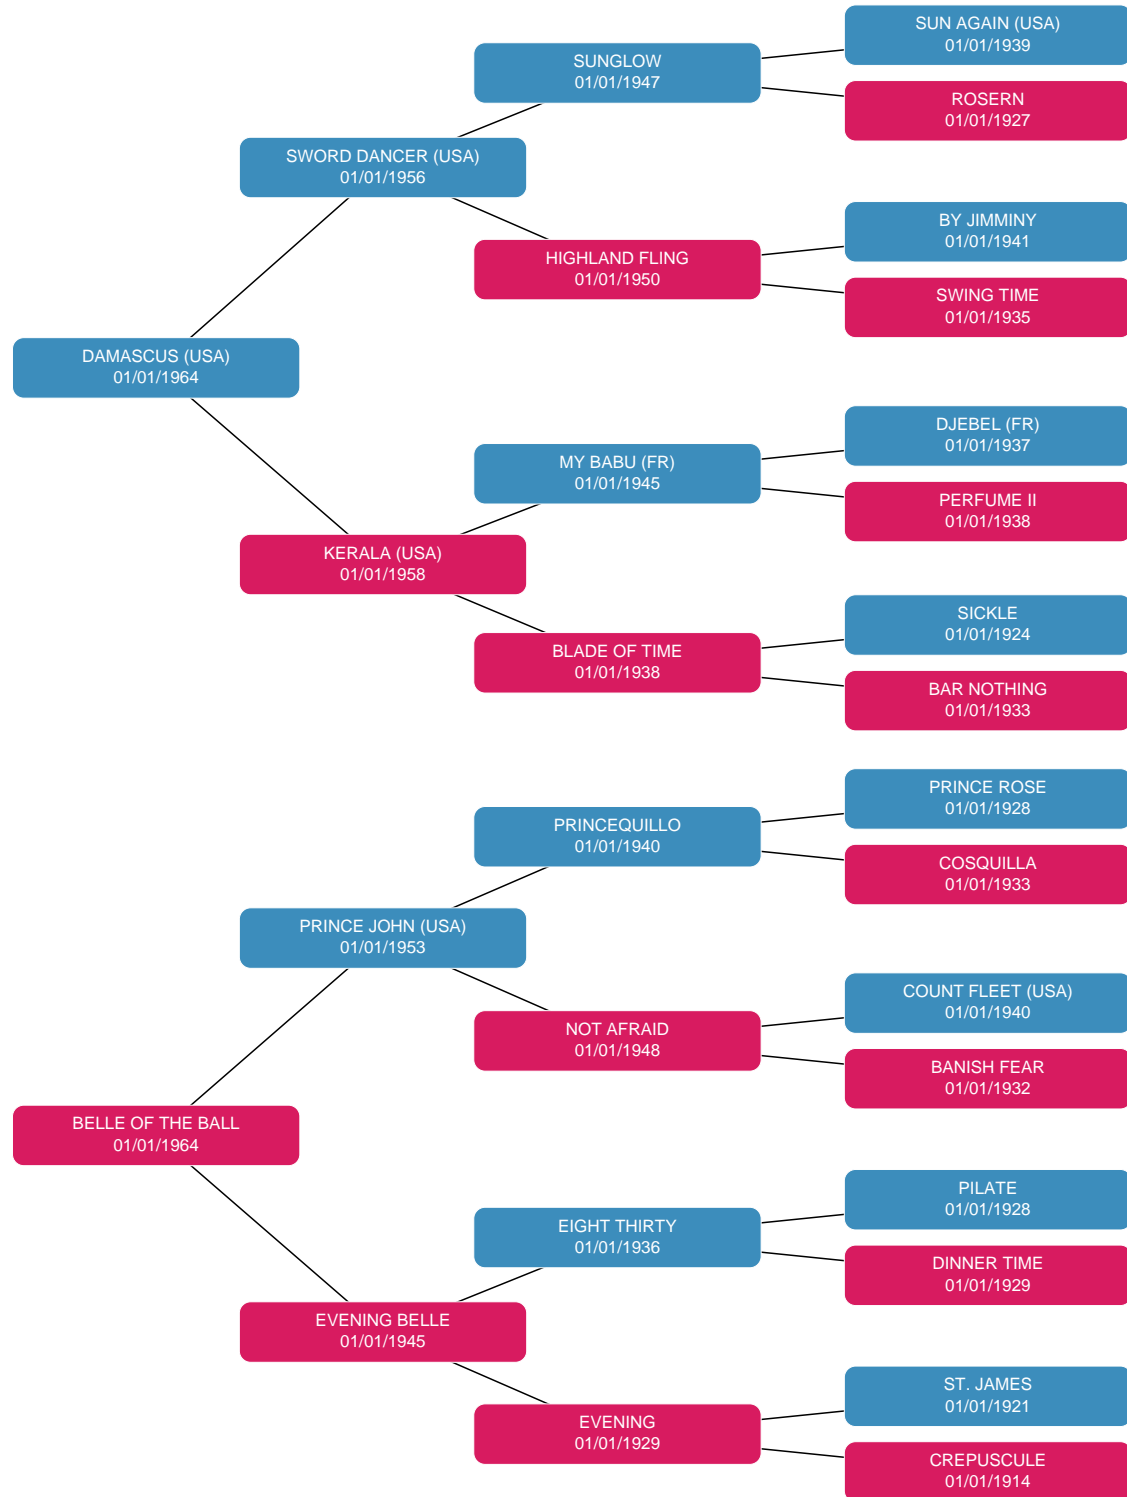 SUN AGAIN (USA)
01/01/1939
SUNGLOW
01/01/1947
ROSERN
01/01/1927
SWORD DANCER (USA)
01/01/1956
BY JIMMINY
01/01/1941
HIGHLAND FLING
01/01/1950
SWING TIME
01/01/1935
DAMASCUS (USA)
01/01/1964
DJEBEL (FR)
01/01/1937
MY BABU (FR)
01/01/1945
PERFUME II
01/01/1938
KERALA (USA)
01/01/1958
SICKLE
01/01/1924
BLADE OF TIME
01/01/1938
BAR NOTHING
01/01/1933
PRINCE ROSE
01/01/1928
PRINCEQUILLO
01/01/1940
COSQUILLA
01/01/1933
PRINCE JOHN (USA)
01/01/1953
COUNT FLEET (USA)
01/01/1940
NOT AFRAID
01/01/1948
BANISH FEAR
01/01/1932
BELLE OF THE BALL
01/01/1964
PILATE
01/01/1928
EIGHT THIRTY
01/01/1936
DINNER TIME
01/01/1929
EVENING BELLE
01/01/1945
ST. JAMES
01/01/1921
EVENING
01/01/1929
CREPUSCULE
01/01/1914